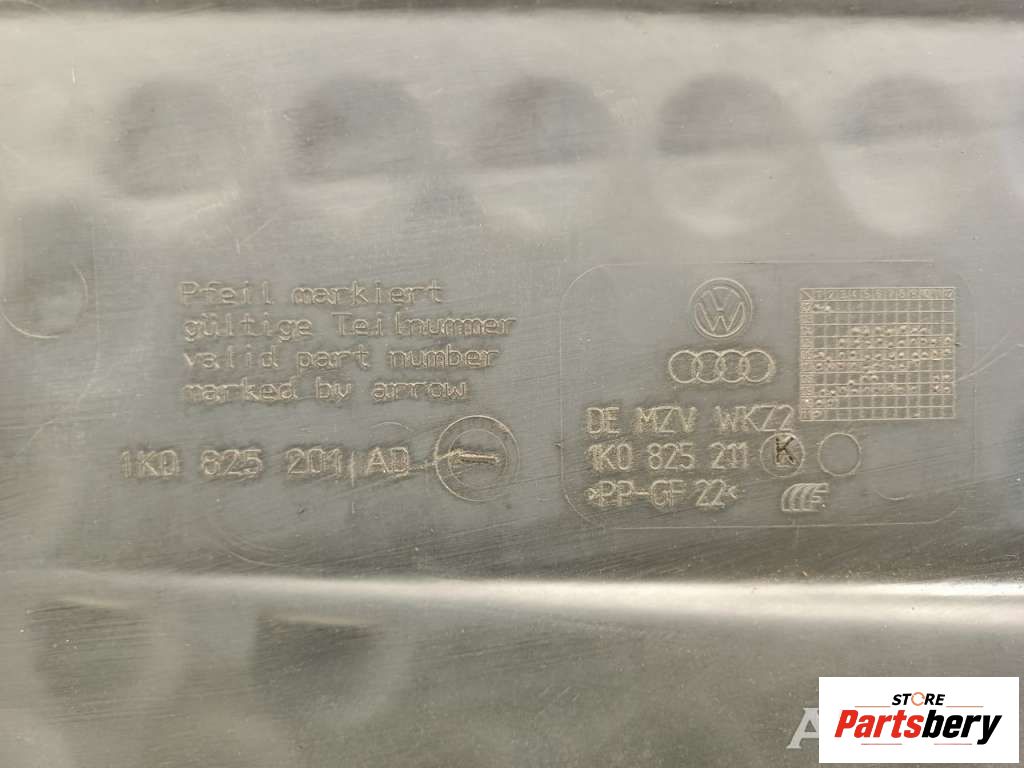 Pfeil markiert
gültige Teilnummer
valid part number
marked by arrow
1K0 825 201 AD
DE MZV WKZ2
1K0 825 211 K
>PP-GF 22<
STORE
Partsbery